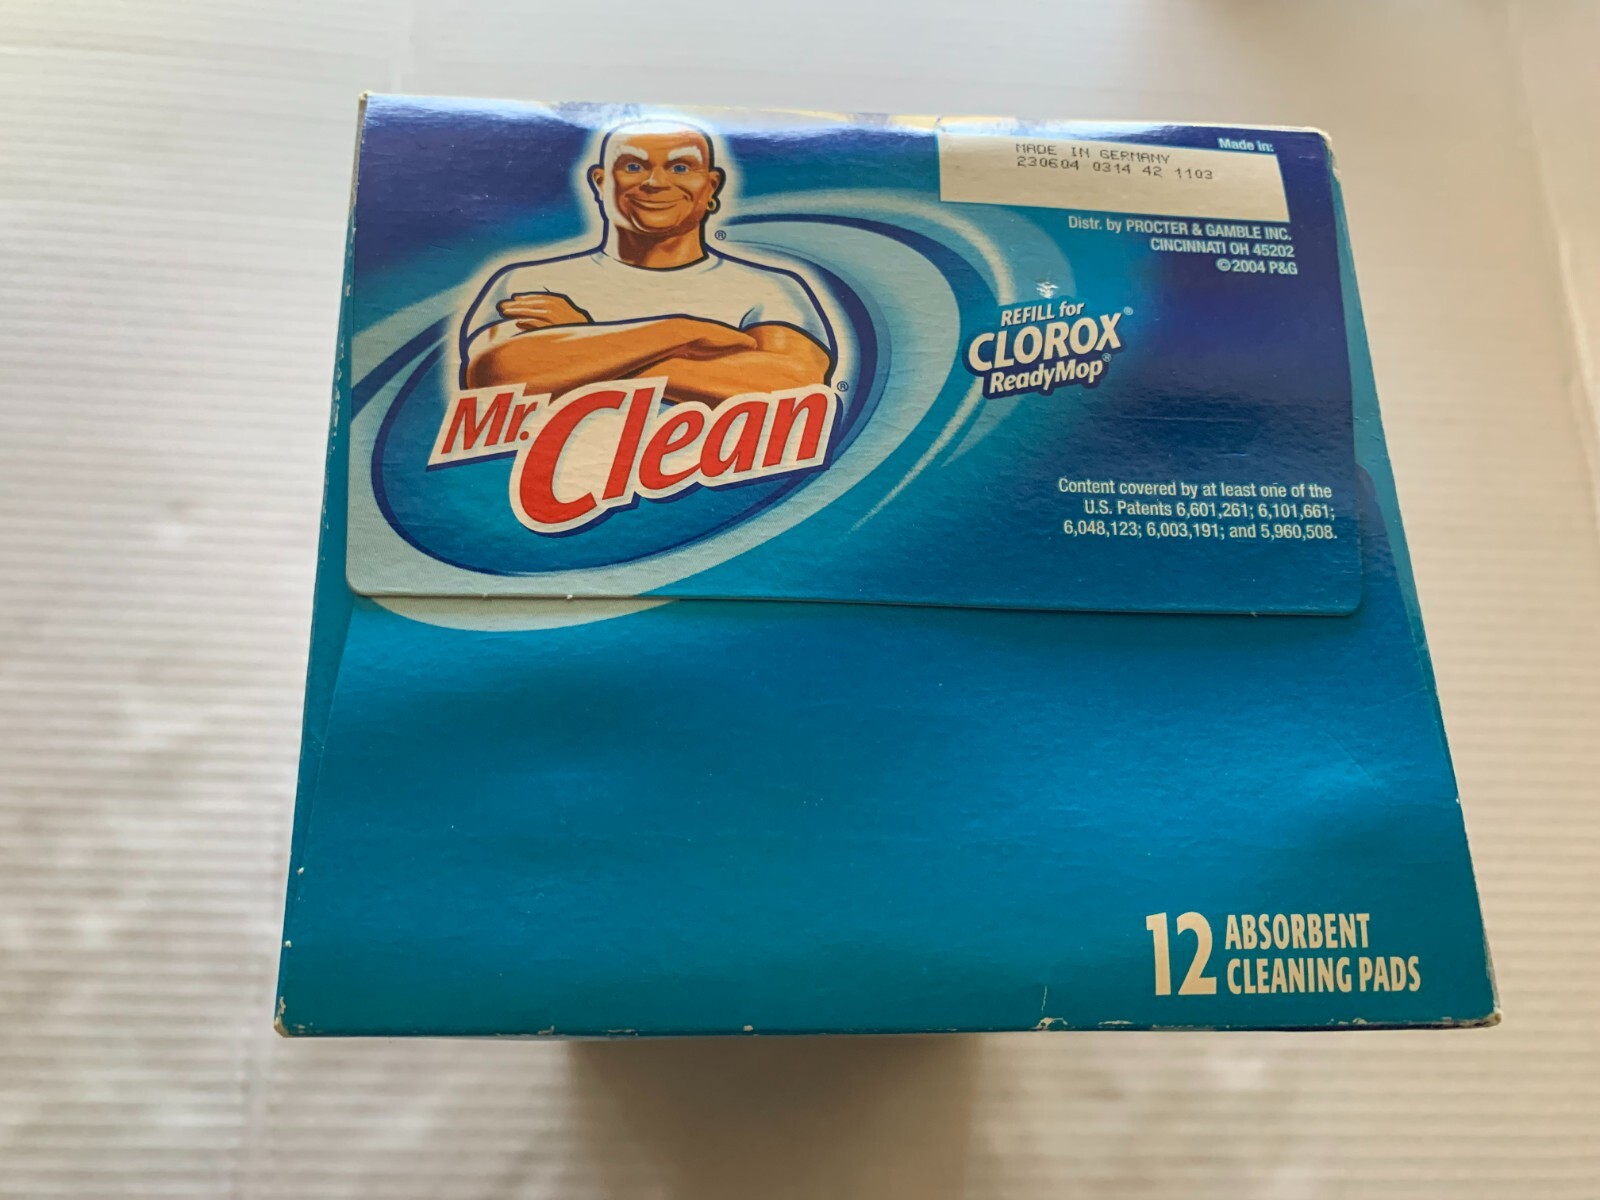 Made in:
MADE IN GERMANY
230604 0314 42 1103
Distr. by PROCTER & GAMBLE INC.
CINCINNATI OH 45202
©2004 P&G
®
Mr. Clean®
REFILL for
CLOROX®
ReadyMop®
Content covered by at least one of the
U.S. Patents 6,601,261; 6,101,661;
6,048,123; 6,003,191; and 5,960,508.
12 ABSORBENT
CLEANING PADS